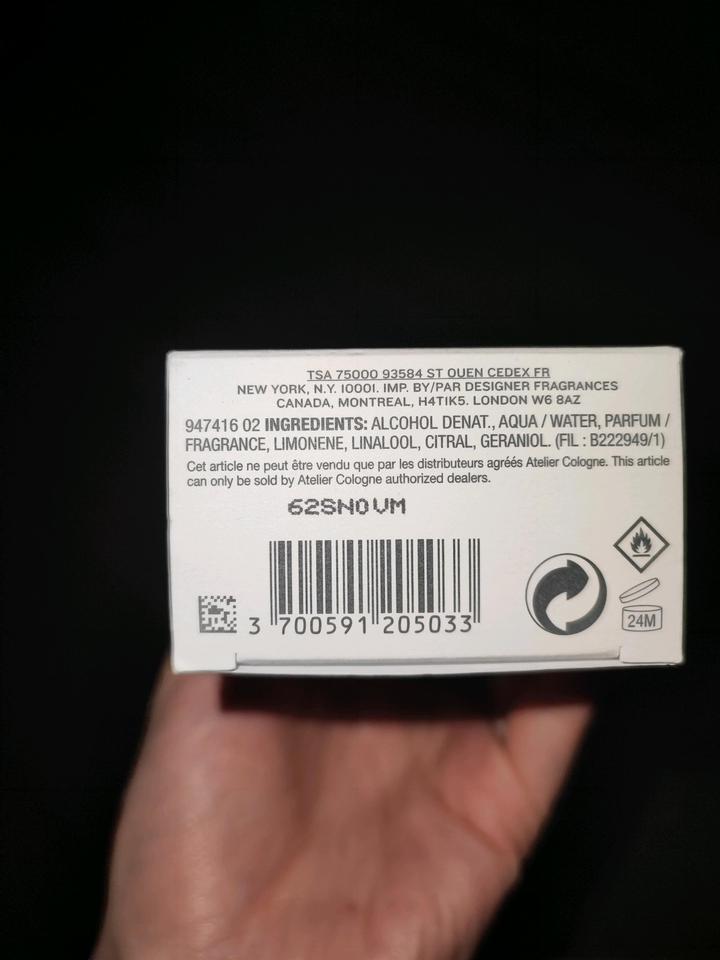 TSA 75000 93584 ST OUEN CEDEX FR
NEW YORK, N.Y. 10001. IMP. BY/PAR DESIGNER FRAGRANCES
CANADA, MONTREAL, H4T1K5. LONDON W6 8AZ
947416 02 INGREDIENTS: ALCOHOL DENAT., AQUA / WATER, PARFUM /
FRAGRANCE, LIMONENE, LINALOOL, CITRAL, GERANIOL. (FIL : B222949/1)
Cet article ne peut être vendu que par les distributeurs agréés Atelier Cologne. This article
can only be sold by Atelier Cologne authorized dealers.
62SN0VM
3 700591 205033
24M